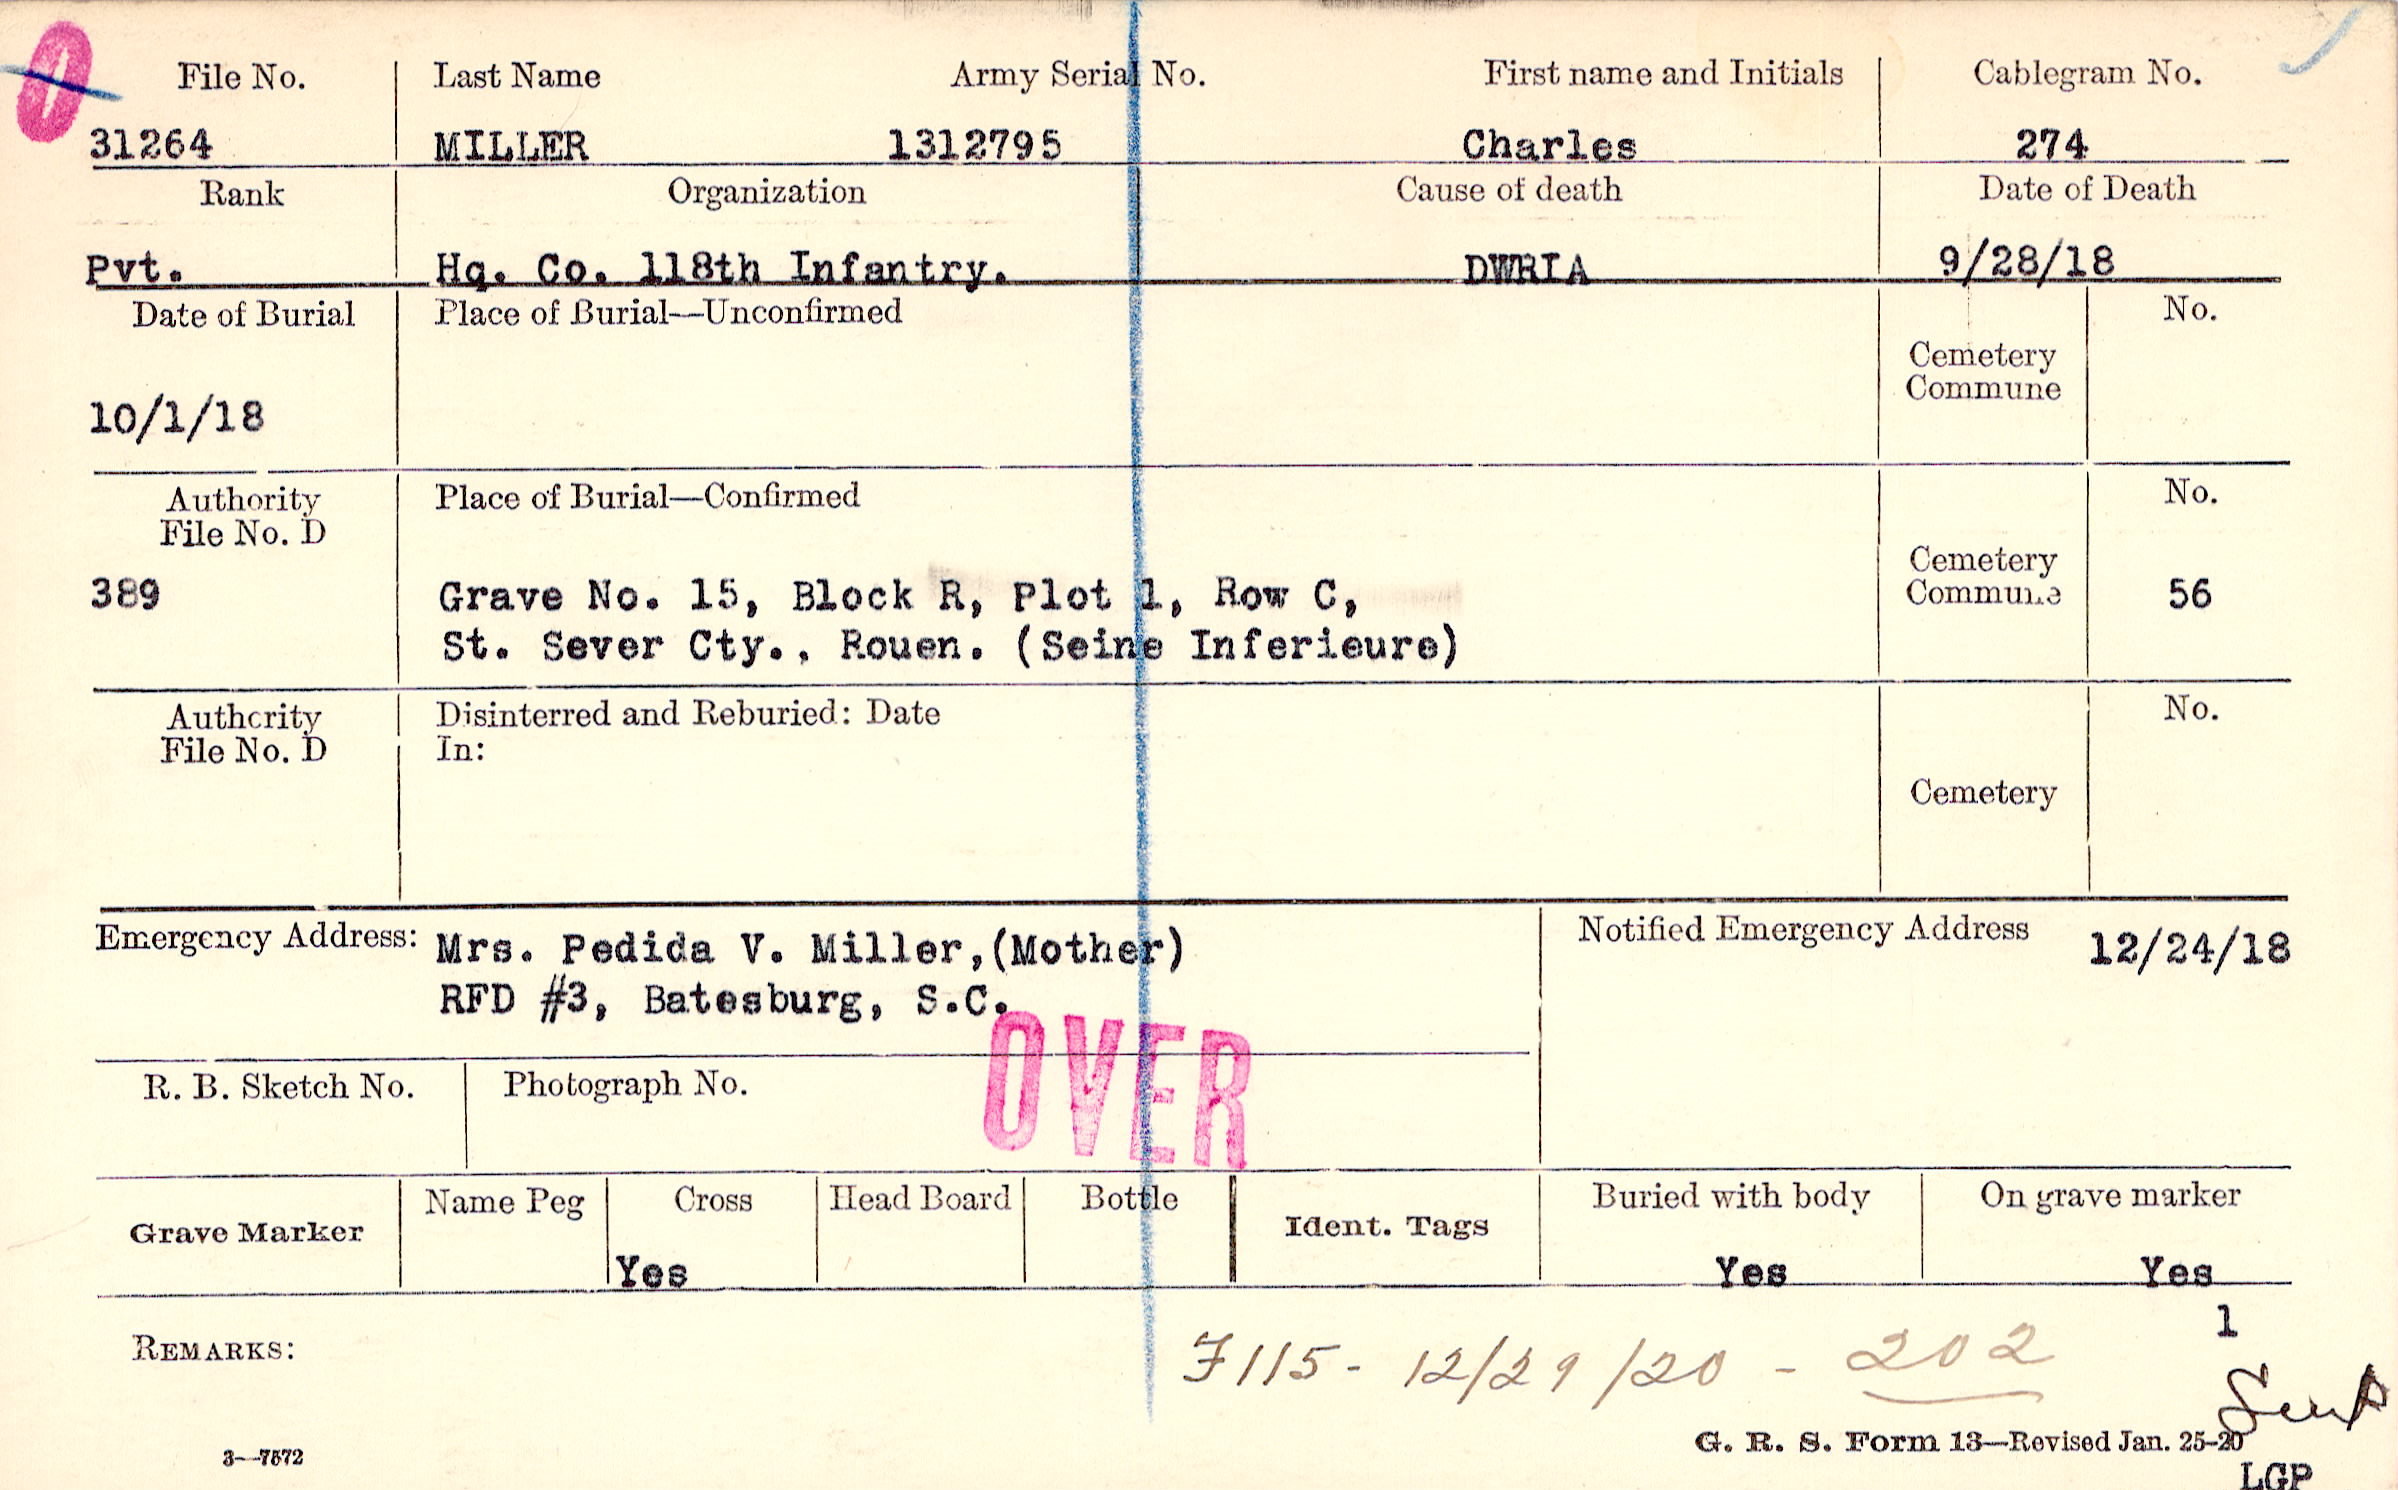 0
File No. Last Name Army Serial No. First name and Initials Cablegram No.
31264 MILLER 1312795 Charles 274
Rank Organization Cause of death Date of Death
Pvt. Hq. Co. 118th Infantry. DWRIA 9/28/18
Date of Burial Place of Burial—Unconfirmed No.
Cemetery
Commune
10/1/18
Authority Place of Burial—Confirmed No.
File No. D
Cemetery
389 Grave No. 15, Block R, Plot 1, Row C, Commune 56
St. Sever Cty., Rouen. (Seine Inferieure)
Authority Disinterred and Reburied: Date No.
File No. D In:
Cemetery
Emergency Address: Mrs. Pedida V. Miller,(Mother) Notified Emergency Address 12/24/18
RFD #3, Batesburg, S.C.
OVER
R. B. Sketch No. Photograph No.
Name Peg Cross Head Board Bottle Buried with body On grave marker
Grave Marker Ident. Tags
Yes Yes Yes
1
REMARKS: F115 - 12/29/20 - 202
3—7572 G. R. S. Form 13—Revised Jan. 25-20
LGP